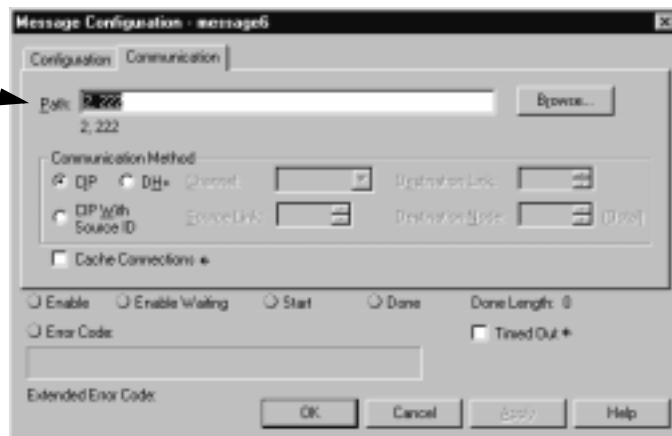 Message Configuration - message6
Configuration Communication
Path: 2, 222 Browse...
2, 222
Communication Method
CIP DH+ Channel: Destination Link:
CIP With Source ID Source Link: Destination Node: (Octal)
Cache Connections ←
Enable Enable Waiting Start Done Done Length: 0
Error Code: Timed Out ←
Extended Error Code:
OK Cancel Apply Help